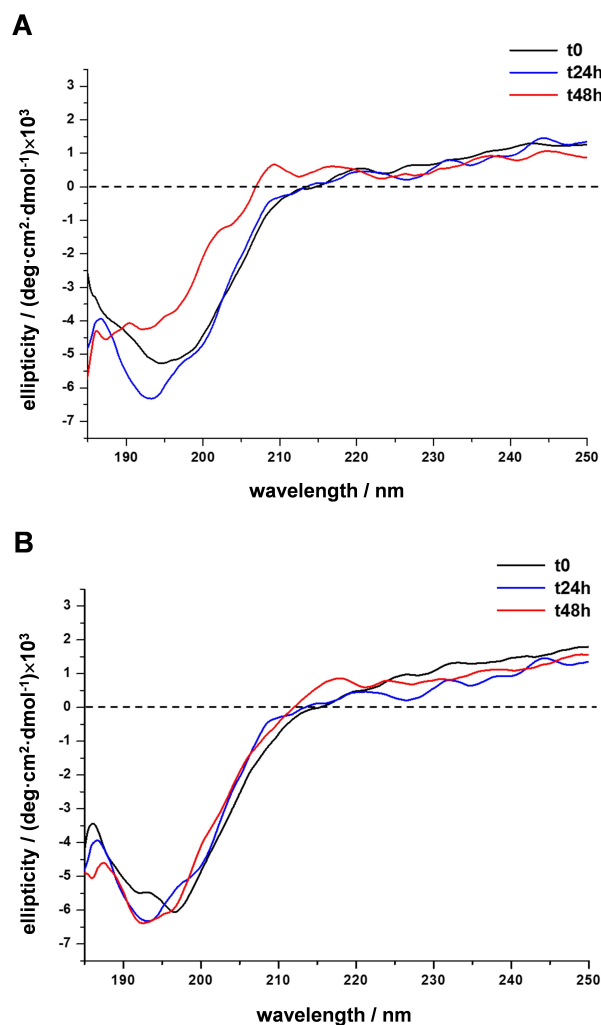 A
t0
t24h
t48h
3
2
1
0
-1
-2
-3
-4
-5
-6
-7
ellipticity / (deg·cm²·dmol⁻¹)×10³
190 200 210 220 230 240 250
wavelength / nm
B
t0
t24h
t48h
3
2
1
0
-1
-2
-3
-4
-5
-6
-7
ellipticity / (deg·cm²·dmol⁻¹)×10³
190 200 210 220 230 240 250
wavelength / nm